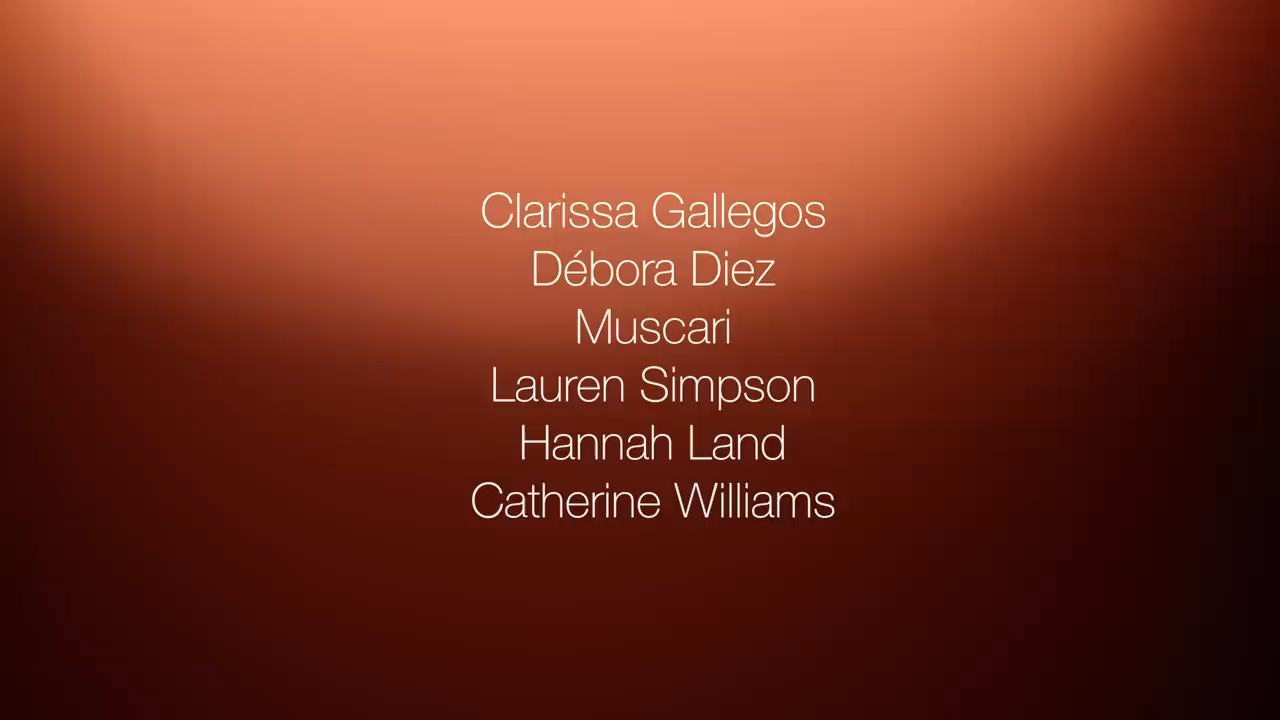 Clarissa Gallegos
Débora Diez
Muscari
Lauren Simpson
Hannah Land
Catherine Williams